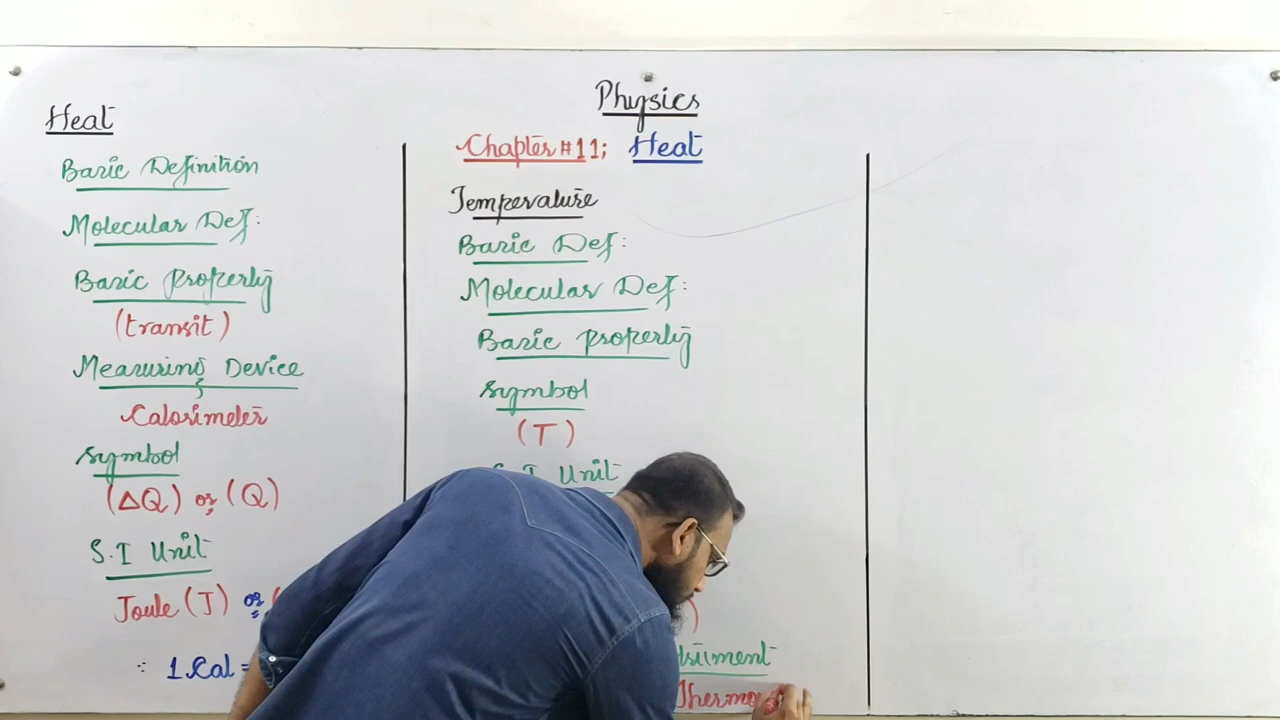 Physics
Chapter #11; Heat
Heat
Basic Definition
Molecular Def:
Basic Property
(transit)
Measuring Device
Calorimeter
Symbol
(ΔQ) or (Q)
S.I Unit
Joule (J) or
∵ 1 Cal =
Temperature
Basic Def:
Molecular Def:
Basic Property
Symbol
(T)
S.I Unit
Thermo